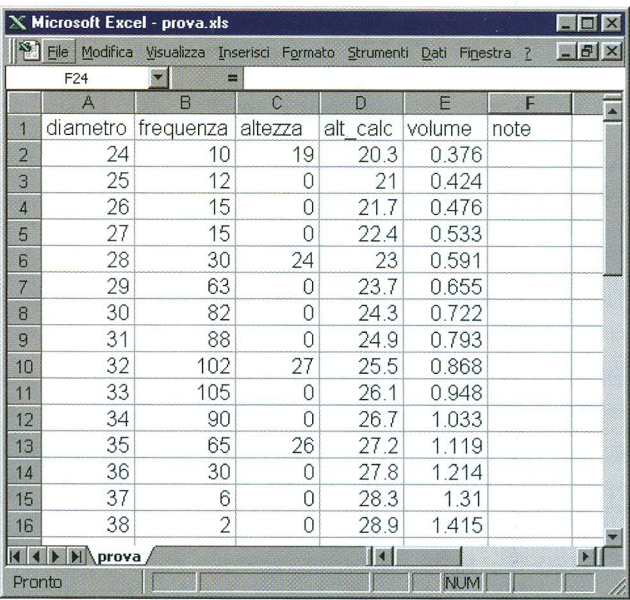 Microsoft Excel - prova.xls
File Modifica Visualizza Inserisci Formato Strumenti Dati Finestra ?
F24 =
A B C D E F
1 diametro frequenza altezza alt_calc volume note
2 24 10 19 20.3 0.376
3 25 12 0 21 0.424
4 26 15 0 21.7 0.476
5 27 15 0 22.4 0.533
6 28 30 24 23 0.591
7 29 63 0 23.7 0.655
8 30 82 0 24.3 0.722
9 31 88 0 24.9 0.793
10 32 102 27 25.5 0.868
11 33 105 0 26.1 0.948
12 34 90 0 26.7 1.033
13 35 65 26 27.2 1.119
14 36 30 0 27.8 1.214
15 37 6 0 28.3 1.31
16 38 2 0 28.9 1.415
prova
Pronto NUM